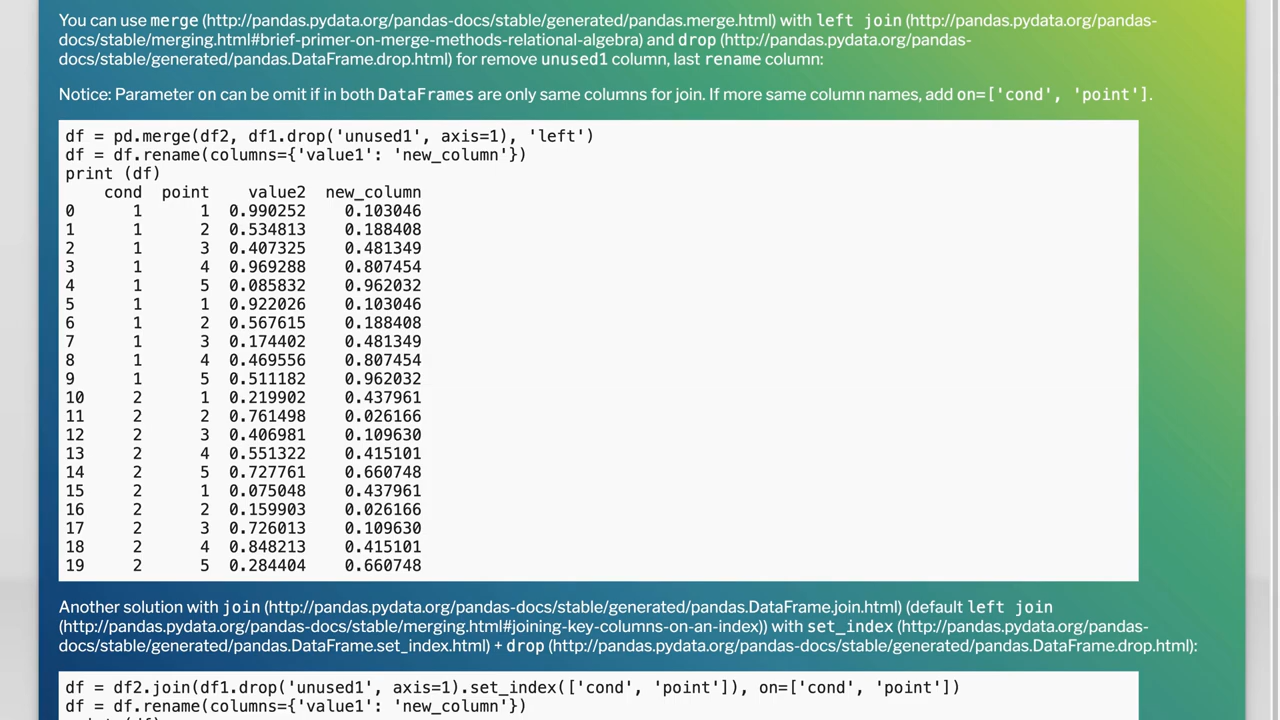 You can use merge (http://pandas.pydata.org/pandas-docs/stable/generated/pandas.merge.html) with left join (http://pandas.pydata.org/pandas-
docs/stable/merging.html#brief-primer-on-merge-methods-relational-algebra) and drop (http://pandas.pydata.org/pandas-
docs/stable/generated/pandas.DataFrame.drop.html) for remove unused1 column, last rename column:
Notice: Parameter on can be omit if in both DataFrames are only same columns for join. If more same column names, add on=['cond', 'point'].
df = pd.merge(df2, df1.drop('unused1', axis=1), 'left')
df = df.rename(columns={'value1': 'new_column'})
print (df)
    cond  point    value2  new_column
0      1      1  0.990252    0.103046
1      1      2  0.534813    0.188408
2      1      3  0.407325    0.481349
3      1      4  0.969288    0.807454
4      1      5  0.085832    0.962032
5      1      1  0.922026    0.103046
6      1      2  0.567615    0.188408
7      1      3  0.174402    0.481349
8      1      4  0.469556    0.807454
9      1      5  0.511182    0.962032
10     2      1  0.219902    0.437961
11     2      2  0.761498    0.026166
12     2      3  0.406981    0.109630
13     2      4  0.551322    0.415101
14     2      5  0.727761    0.660748
15     2      1  0.075048    0.437961
16     2      2  0.159903    0.026166
17     2      3  0.726013    0.109630
18     2      4  0.848213    0.415101
19     2      5  0.284404    0.660748
Another solution with join (http://pandas.pydata.org/pandas-docs/stable/generated/pandas.DataFrame.join.html) (default left join
(http://pandas.pydata.org/pandas-docs/stable/merging.html#joining-key-columns-on-an-index)) with set_index (http://pandas.pydata.org/pandas-
docs/stable/generated/pandas.DataFrame.set_index.html) + drop (http://pandas.pydata.org/pandas-docs/stable/generated/pandas.DataFrame.drop.html):
df = df2.join(df1.drop('unused1', axis=1).set_index(['cond', 'point']), on=['cond', 'point'])
df = df.rename(columns={'value1': 'new_column'})
print (df)